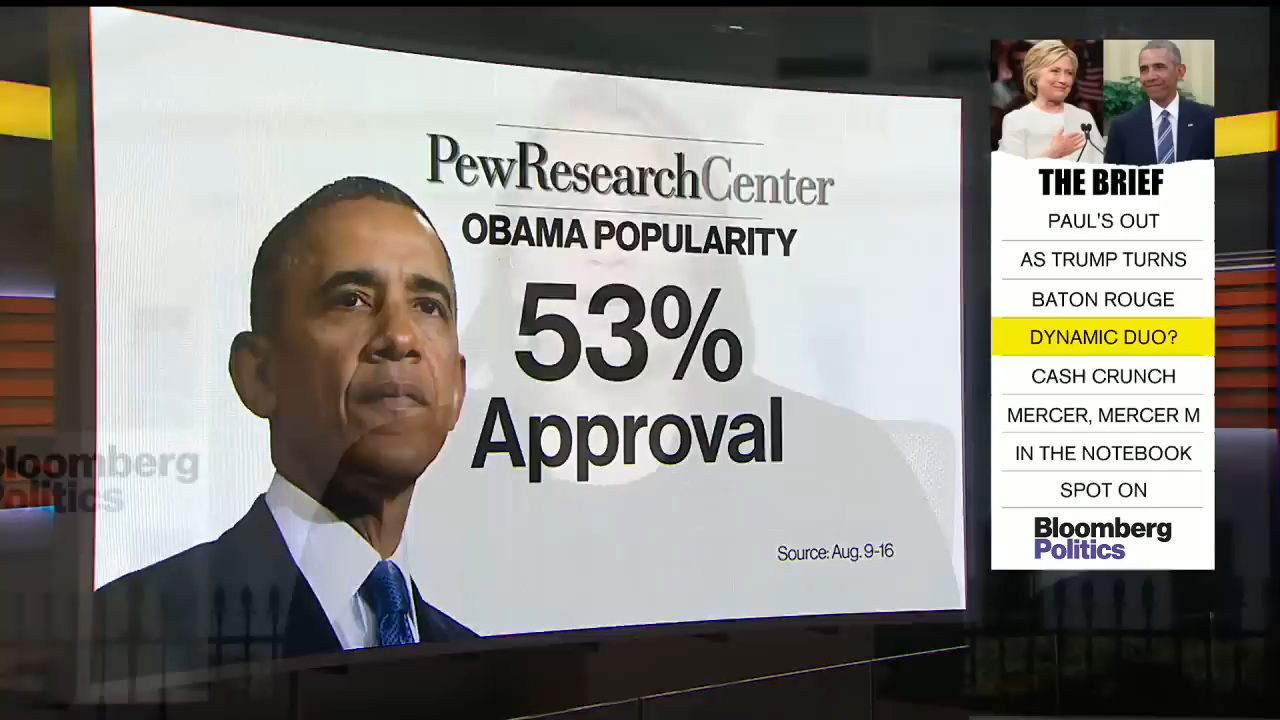 PewResearchCenter
OBAMA POPULARITY
53%
Approval
Source: Aug. 9-16
Bloomberg
Politics
THE BRIEF
PAUL'S OUT
AS TRUMP TURNS
BATON ROUGE
DYNAMIC DUO?
CASH CRUNCH
MERCER, MERCER M
IN THE NOTEBOOK
SPOT ON
Bloomberg
Politics